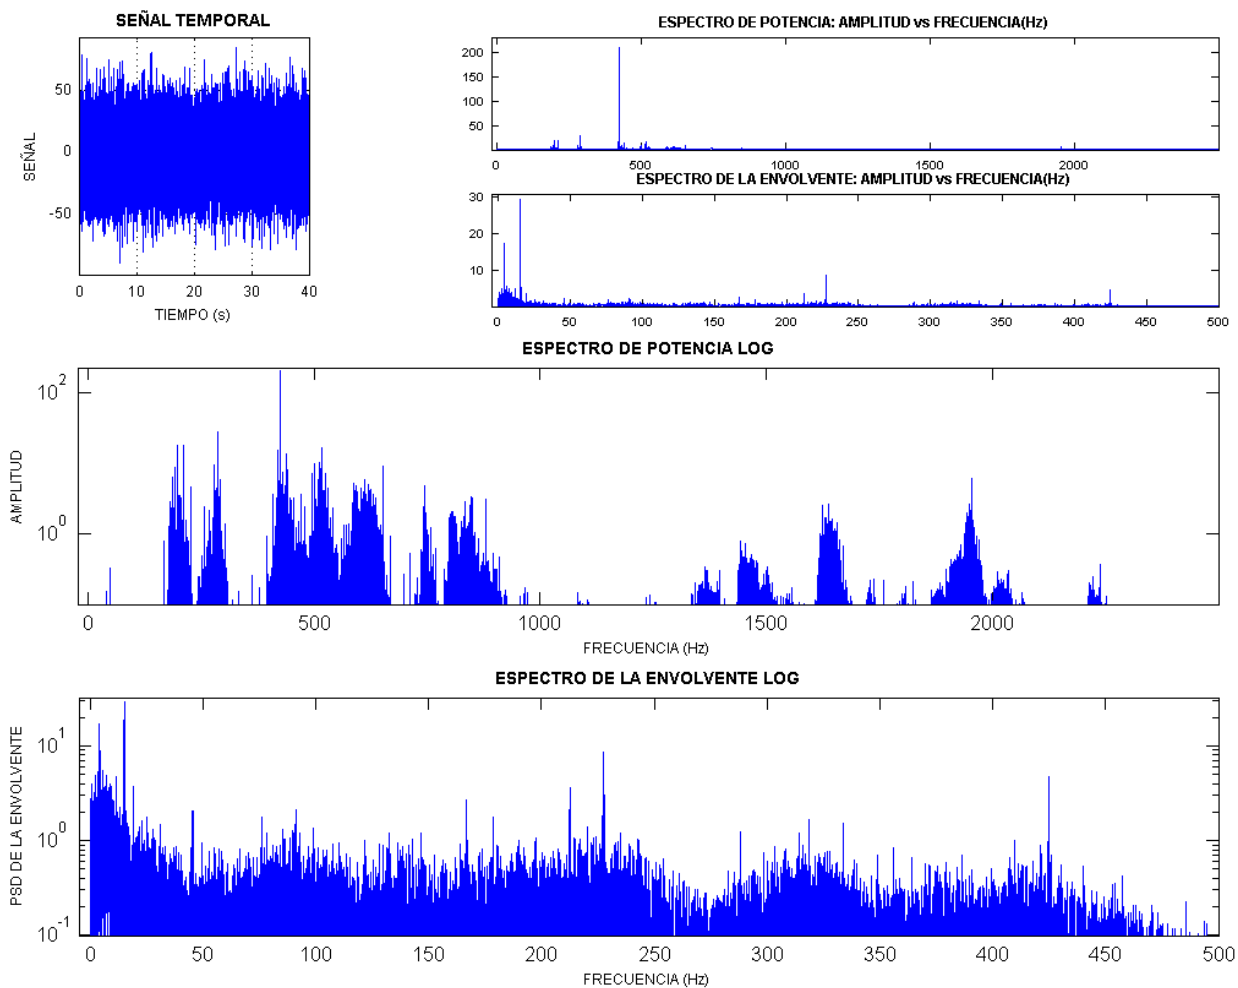 SEÑAL TEMPORAL
50
0
-50
SEÑAL
0 10 20 30 40
TIEMPO (s)
ESPECTRO DE POTENCIA: AMPLITUD vs FRECUENCIA(Hz)
200
150
100
50
0 500 1000 1500 2000
ESPECTRO DE LA ENVOLVENTE: AMPLITUD vs FRECUENCIA(Hz)
30
20
10
0 50 100 150 200 250 300 350 400 450 500
ESPECTRO DE POTENCIA LOG
10^2
10^0
AMPLITUD
0 500 1000 1500 2000
FRECUENCIA (Hz)
ESPECTRO DE LA ENVOLVENTE LOG
10^1
10^0
10^-1
PSD DE LA ENVOLVENTE
0 50 100 150 200 250 300 350 400 450 500
FRECUENCIA (Hz)